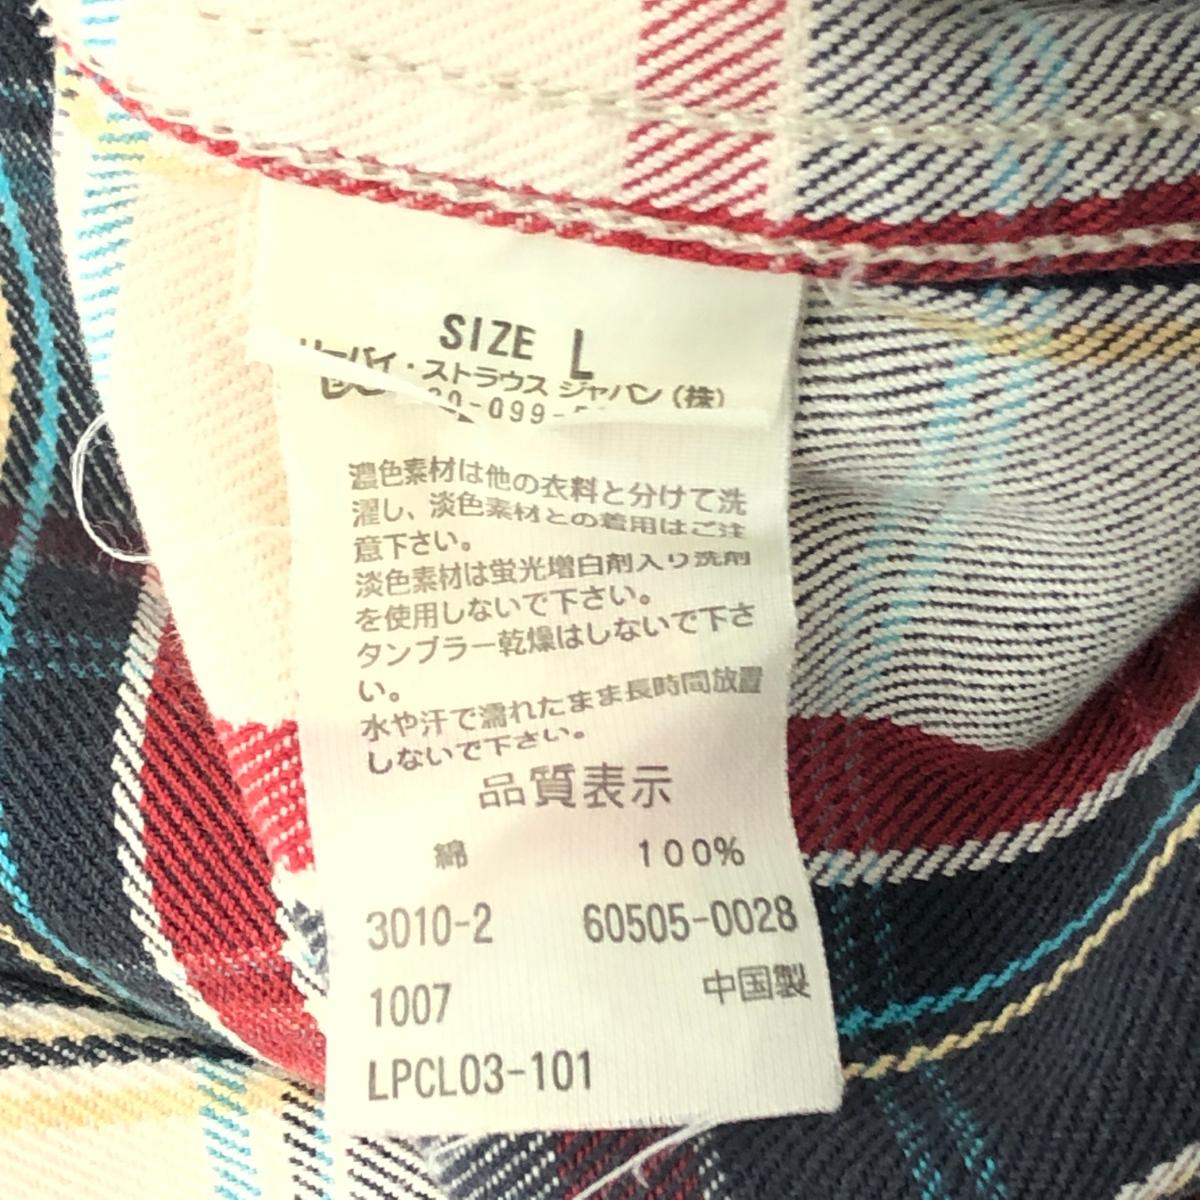 SIZE L
リーバイ・ストラウス ジャパン(株)
濃色素材は他の衣料と分けて洗
濯し、淡色素材との着用はご注
意下さい。
淡色素材は蛍光増白剤入り洗剤
を使用しないで下さい。
タンブラー乾燥はしないで下さ
い。
水や汗で濡れたまま長時間放置
しないで下さい。
品質表示
綿 100%
3010-2 60505-0028
1007 中国製
LPCL03-101